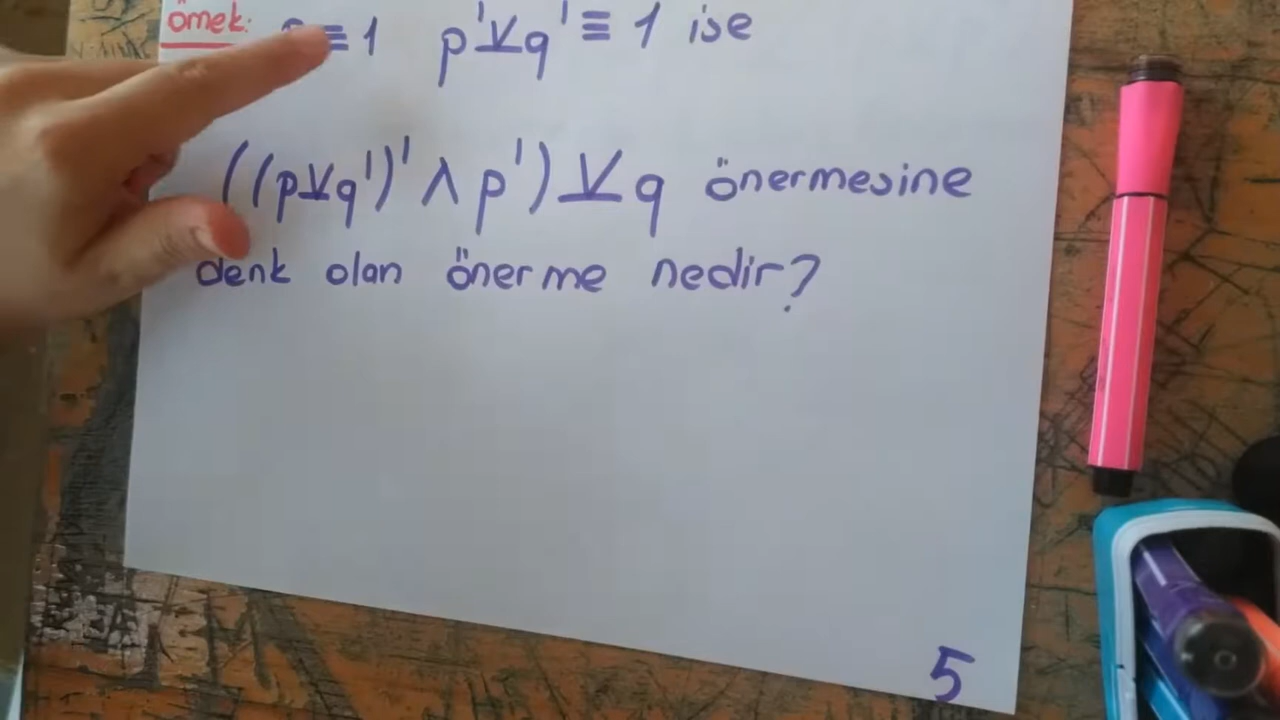 örnek: ≡ 1 p'⊻q' ≡ 1 ise
((p⊻q')' ∧ p') ⊻ q önermesine
denk olan önerme nedir?
5